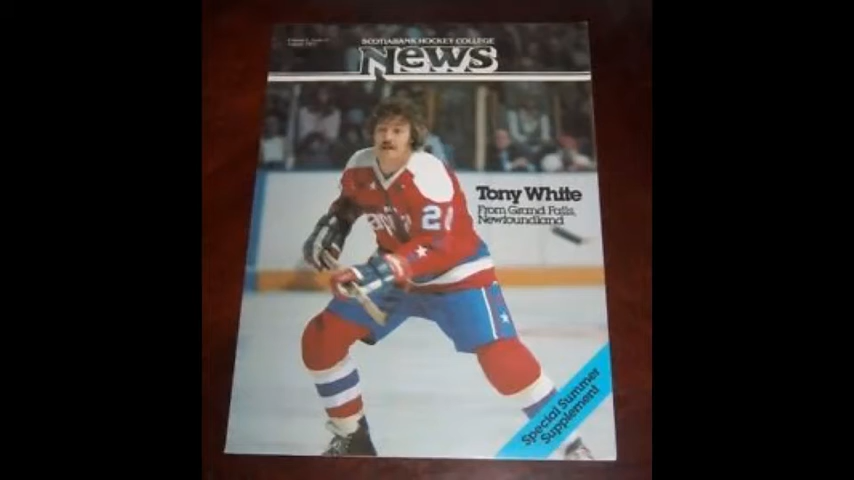 SCOTIABANK HOCKEY COLLEGE
News
Tony White
From Grand Falls,
Newfoundland
Special Summer
Supplement